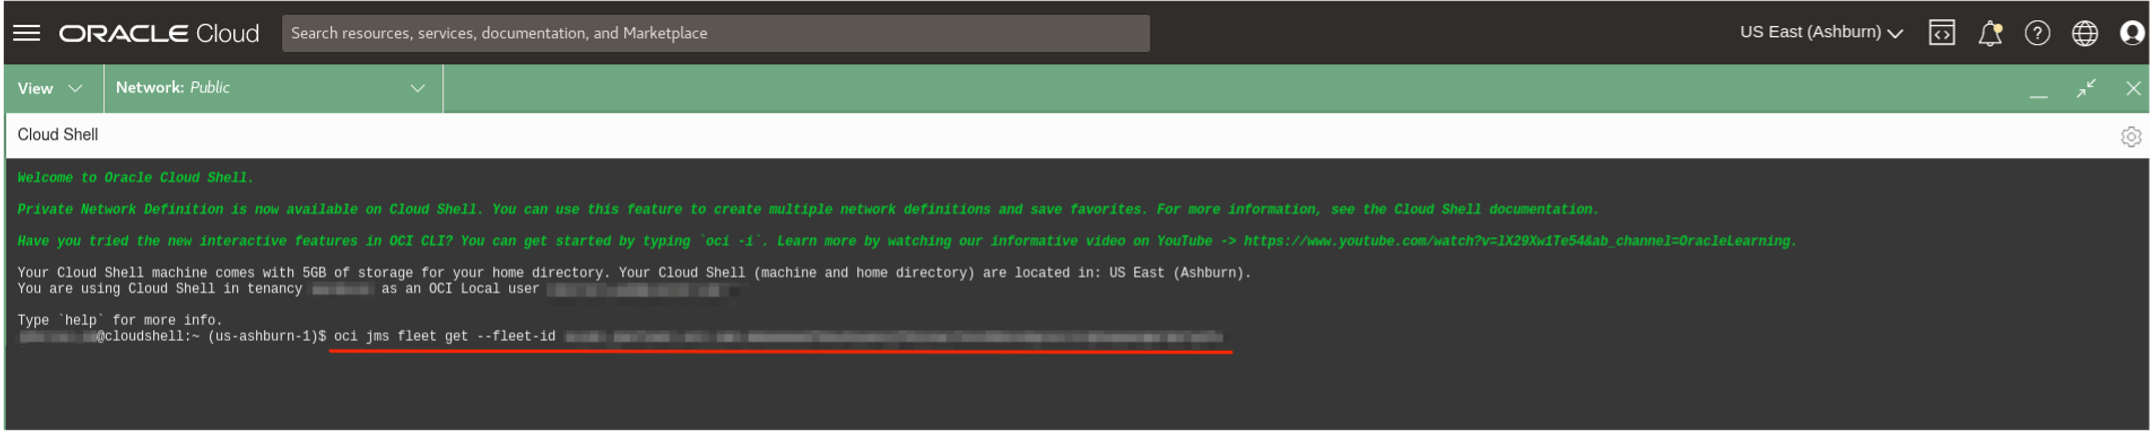 ORACLE Cloud
Search resources, services, documentation, and Marketplace
US East (Ashburn)
View
Network: Public
Cloud Shell
Welcome to Oracle Cloud Shell.
Private Network Definition is now available on Cloud Shell. You can use this feature to create multiple network definitions and save favorites. For more information, see the Cloud Shell documentation.
Have you tried the new interactive features in OCI CLI? You can get started by typing `oci -i`. Learn more by watching our informative video on YouTube -> https://www.youtube.com/watch?v=lX29Xw1Te54&ab_channel=OracleLearning.
Your Cloud Shell machine comes with 5GB of storage for your home directory. Your Cloud Shell (machine and home directory) are located in: US East (Ashburn).
You are using Cloud Shell in tenancy as an OCI Local user
Type `help` for more info.
@cloudshell:~ (us-ashburn-1)$ oci jms fleet get --fleet-id